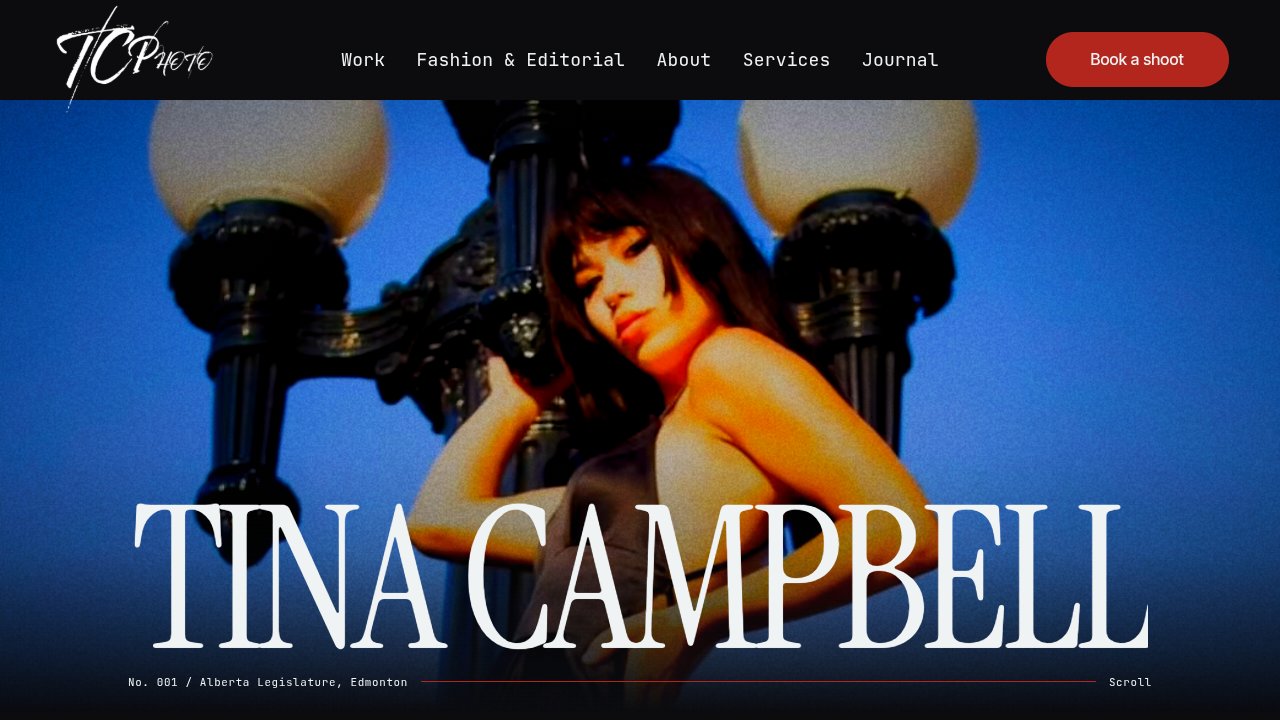 TCPHOTO
Work
Fashion & Editorial
About
Services
Journal
Book a shoot
TINA CAMPBELL
No. 001 / Alberta Legislature, Edmonton
Scroll